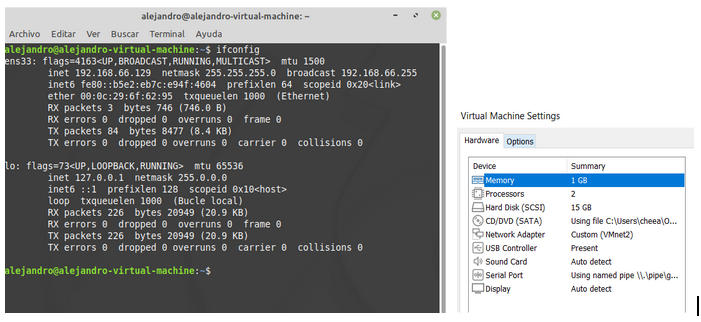 alejandro@alejandro-virtual-machine: ~
Archivo Editar Ver Buscar Terminal Ayuda
alejandro@alejandro-virtual-machine:~$ ifconfig
ens33: flags=4163<UP,BROADCAST,RUNNING,MULTICAST> mtu 1500
inet 192.168.66.129 netmask 255.255.255.0 broadcast 192.168.66.255
inet6 fe80::b5e2:eb7c:e94f:4604 prefixlen 64 scopeid 0x20<link>
ether 00:0c:29:6f:62:95 txqueuelen 1000 (Ethernet)
RX packets 3 bytes 746 (746.0 B)
RX errors 0 dropped 0 overruns 0 frame 0
TX packets 84 bytes 8477 (8.4 KB)
TX errors 0 dropped 0 overruns 0 carrier 0 collisions 0
lo: flags=73<UP,LOOPBACK,RUNNING> mtu 65536
inet 127.0.0.1 netmask 255.0.0.0
inet6 ::1 prefixlen 128 scopeid 0x10<host>
loop txqueuelen 1000 (Bucle local)
RX packets 226 bytes 20949 (20.9 KB)
RX errors 0 dropped 0 overruns 0 frame 0
TX packets 226 bytes 20949 (20.9 KB)
TX errors 0 dropped 0 overruns 0 carrier 0 collisions 0
alejandro@alejandro-virtual-machine:~$
Virtual Machine Settings
Hardware Options
Device Summary
Memory 1 GB
Processors 2
Hard Disk (SCSI) 15 GB
CD/DVD (SATA) Using file C:\Users\cheea\O...
Network Adapter Custom (VMnet2)
USB Controller Present
Sound Card Auto detect
Serial Port Using named pipe \\.\pipe\g...
Display Auto detect